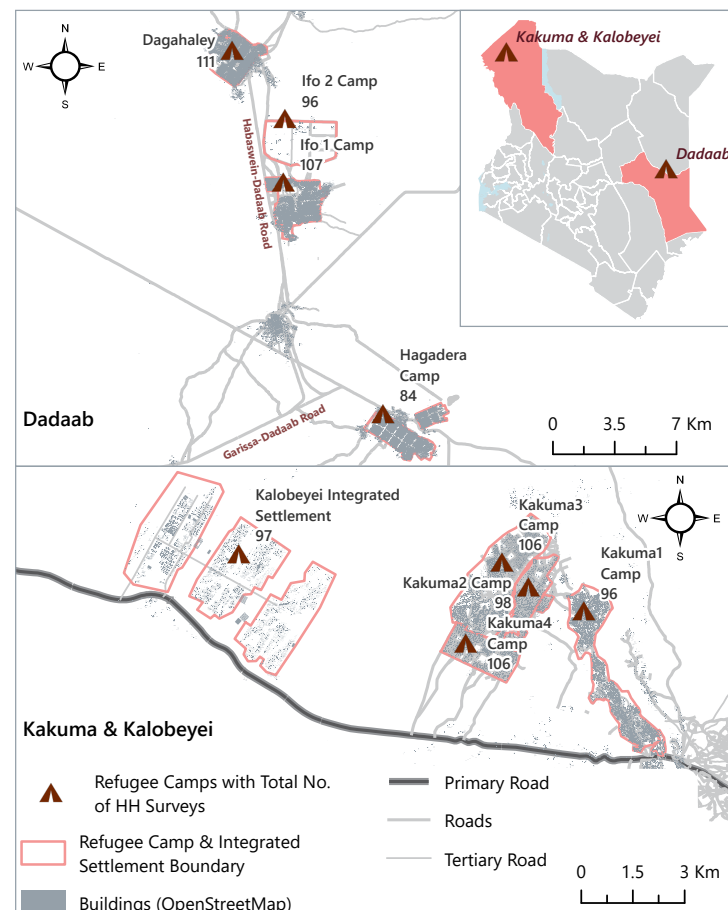 N
W
E
S
Dagahaley
111
Ifo 2 Camp
96
Ifo 1 Camp
107
Habaswein-Dadaab Road
Kakuma & Kalobeyei
Dadaab
Hagadera
Camp
84
Garissa-Dadaab Road
Dadaab
0 3.5 7 Km
Kalobeyei Integrated
Settlement
97
Kakuma3
Camp
106
Kakuma2 Camp
98
Kakuma4
Camp
106
Kakuma1
Camp
96
N
W
E
S
Kakuma & Kalobeyei
Refugee Camps with Total No.
of HH Surveys
Refugee Camp & Integrated
Settlement Boundary
Buildings (OpenStreetMap)
Primary Road
Roads
Tertiary Road
0 1.5 3 Km